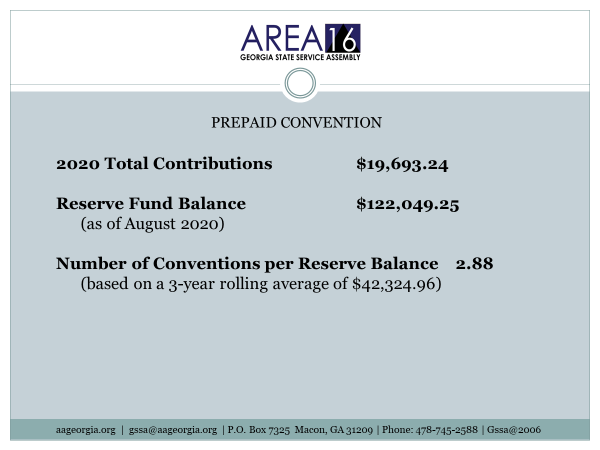 AREA 16
GEORGIA STATE SERVICE ASSEMBLY
PREPAID CONVENTION
2020 Total Contributions $19,693.24
Reserve Fund Balance $122,049.25
(as of August 2020)
Number of Conventions per Reserve Balance 2.88
(based on a 3-year rolling average of $42,324.96)
aageorgia.org | gssa@aageorgia.org | P.O. Box 7325 Macon, GA 31209 | Phone: 478-745-2588 | Gssa@2006